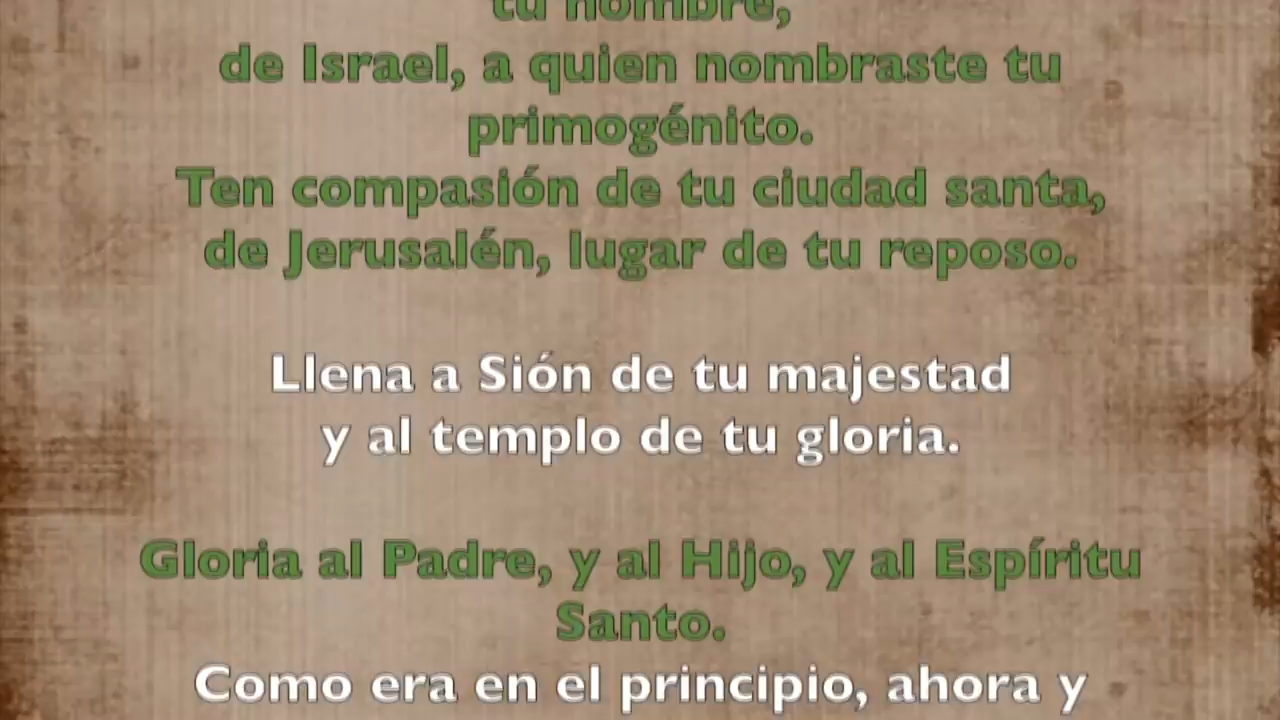 tu nombre,
de Israel, a quien nombraste tu
primogénito.
Ten compasión de tu ciudad santa,
de Jerusalén, lugar de tu reposo.
Llena a Sión de tu majestad
y al templo de tu gloria.
Gloria al Padre, y al Hijo, y al Espíritu
Santo.
Como era en el principio, ahora y